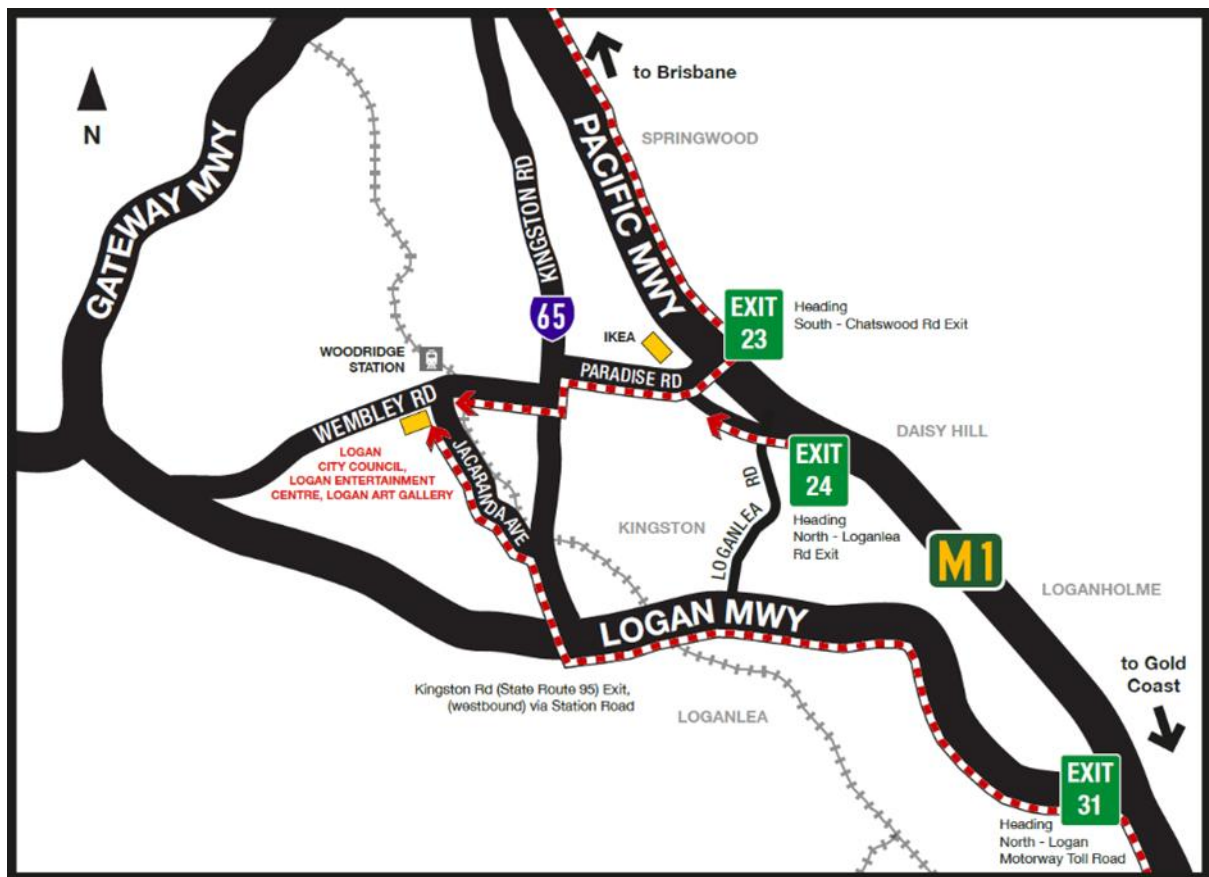 to Brisbane
N
SPRINGWOOD
GATEWAY MWY
PACIFIC MWY
KINGSTON RD
EXIT
23
Heading
South - Chatswood Rd Exit
65
IKEA
WOODRIDGE
STATION
PARADISE RD
WEMBLEY RD
DAISY HILL
LOGAN
CITY COUNCIL,
LOGAN ENTERTAINMENT
CENTRE, LOGAN ART GALLERY
JACARANDA AVE
EXIT
24
Heading
North - Loganlea
Rd Exit
KINGSTON
LOGANLEA RD
M1
LOGANHOLME
LOGAN MWY
to Gold
Coast
Kingston Rd (State Route 95) Exit,
(westbound) via Station Road
LOGANLEA
EXIT
31
Heading
North - Logan
Motorway Toll Road